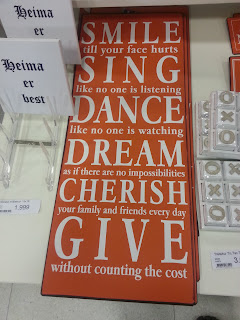 Heima
er
Heima
er
best
SMILE
till your face hurts
SING
like no one is listening
DANCE
like no one is watching
DREAM
as if there are no impossibilities
CHERISH
your family and friends every day
GIVE
without counting the cost